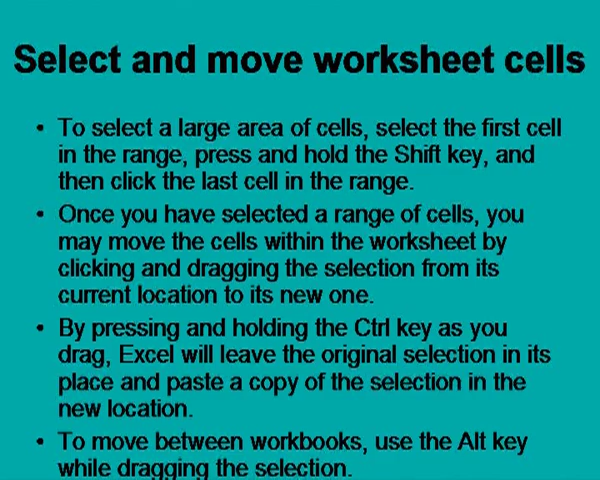 Select and move worksheet cells
• To select a large area of cells, select the first cell
in the range, press and hold the Shift key, and
then click the last cell in the range.
• Once you have selected a range of cells, you
may move the cells within the worksheet by
clicking and dragging the selection from its
current location to its new one.
• By pressing and holding the Ctrl key as you
drag, Excel will leave the original selection in its
place and paste a copy of the selection in the
new location.
• To move between workbooks, use the Alt key
while dragging the selection.